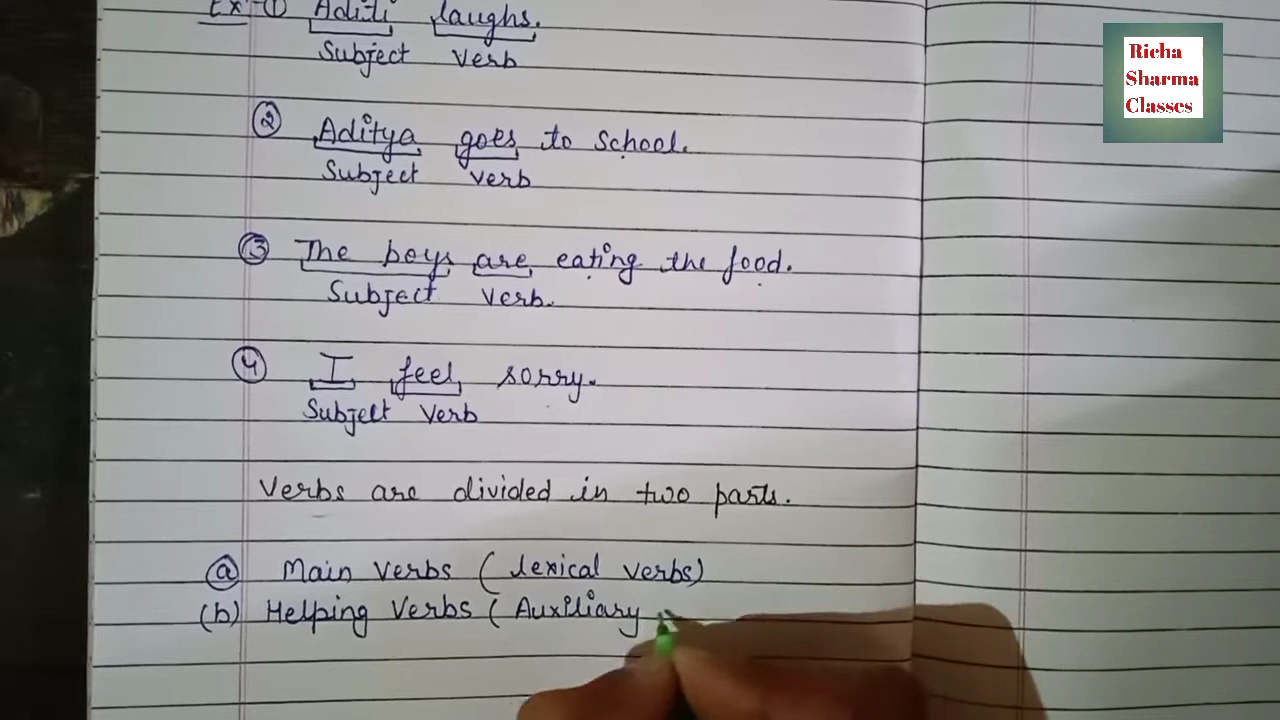 Ex-① Aditi laughs.
Subject verb
② Aditya goes to school.
Subject verb
③ The boys are eating the food.
Subject verb.
④ I feel sorry.
Subject verb
Verbs are divided in two parts.
ⓐ Main verbs (lexical verbs)
(b) Helping verbs (Auxiliary
Richa
Sharma
Classes